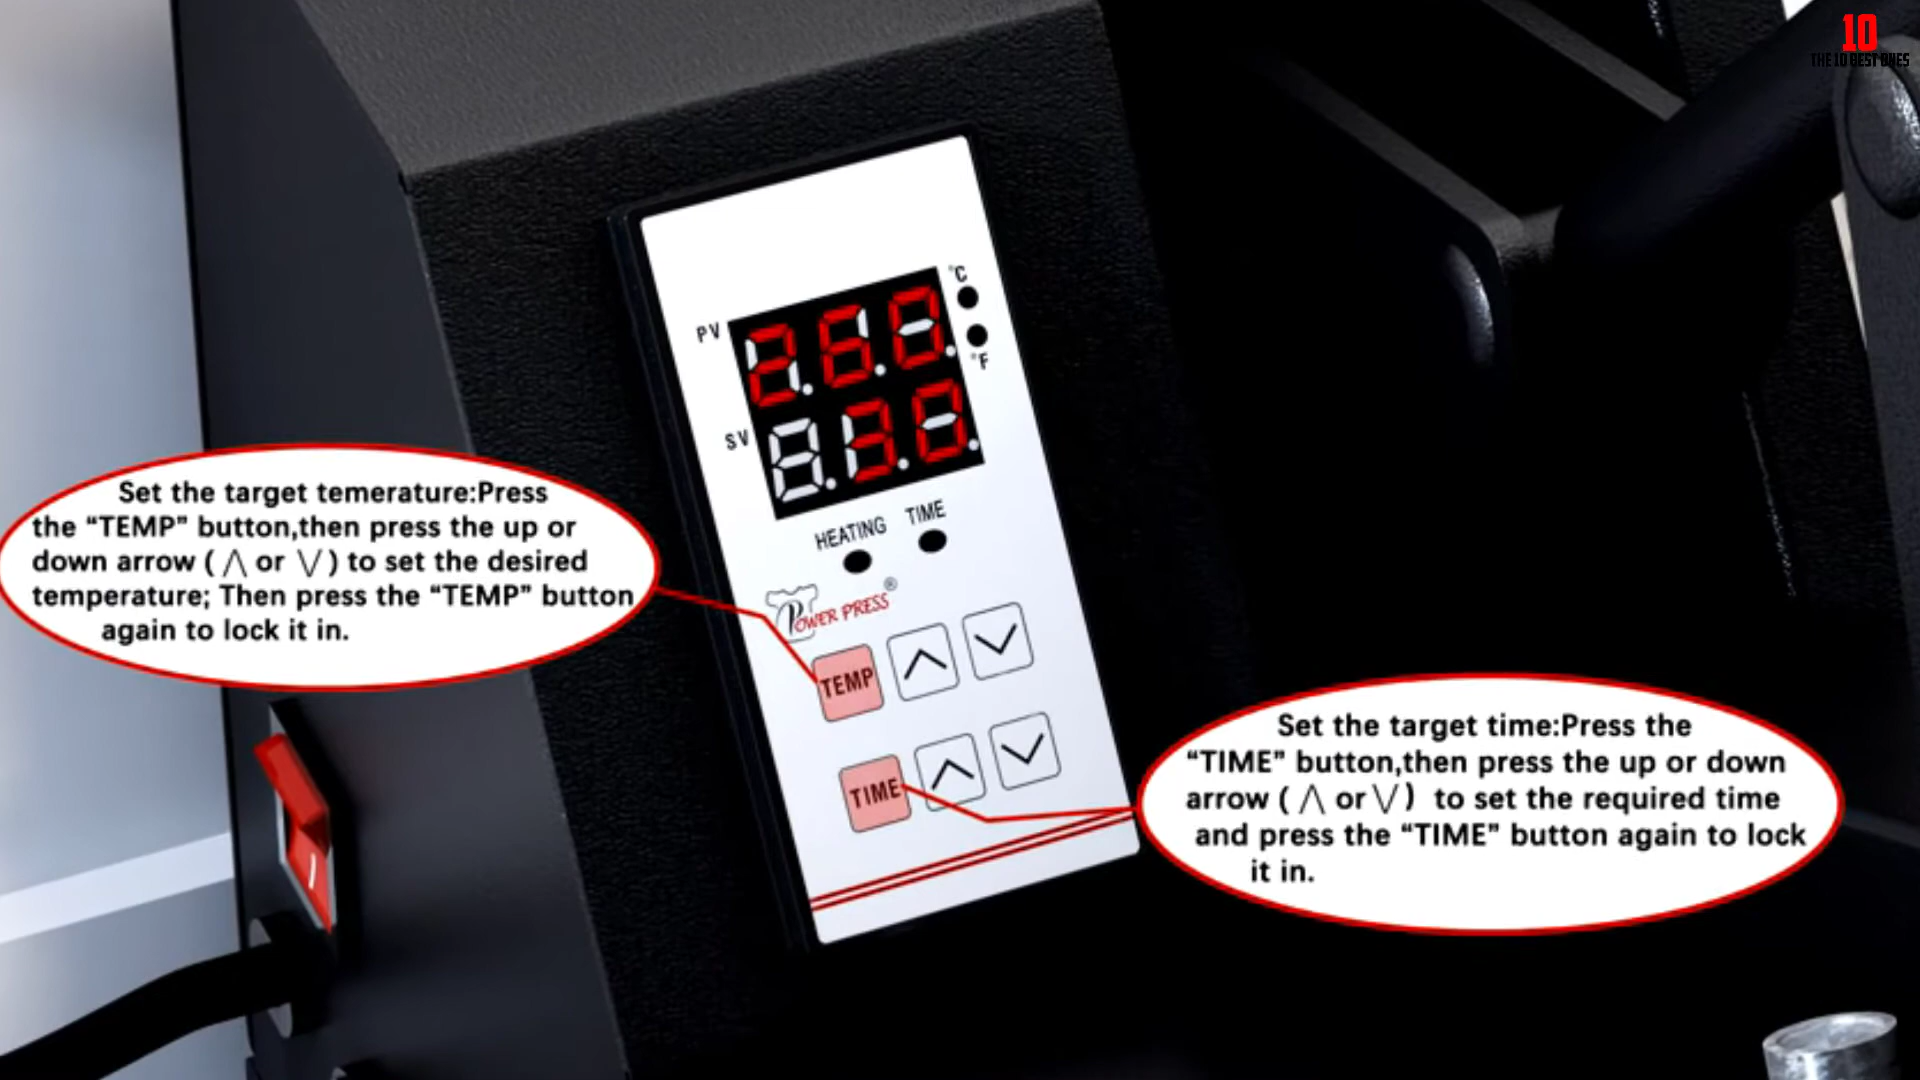 10
THE 10 BEST ONES
°C
PV
260
°F
SV
30
HEATING TIME
POWER PRESS®
TEMP
TIME
Set the target temerature:Press
the “TEMP” button,then press the up or
down arrow ( ⋀ or ⋁ ) to set the desired
temperature; Then press the “TEMP” button
again to lock it in.
Set the target time:Press the
“TIME” button,then press the up or down
arrow ( ⋀ or ⋁ ) to set the required time
and press the “TIME” button again to lock
it in.